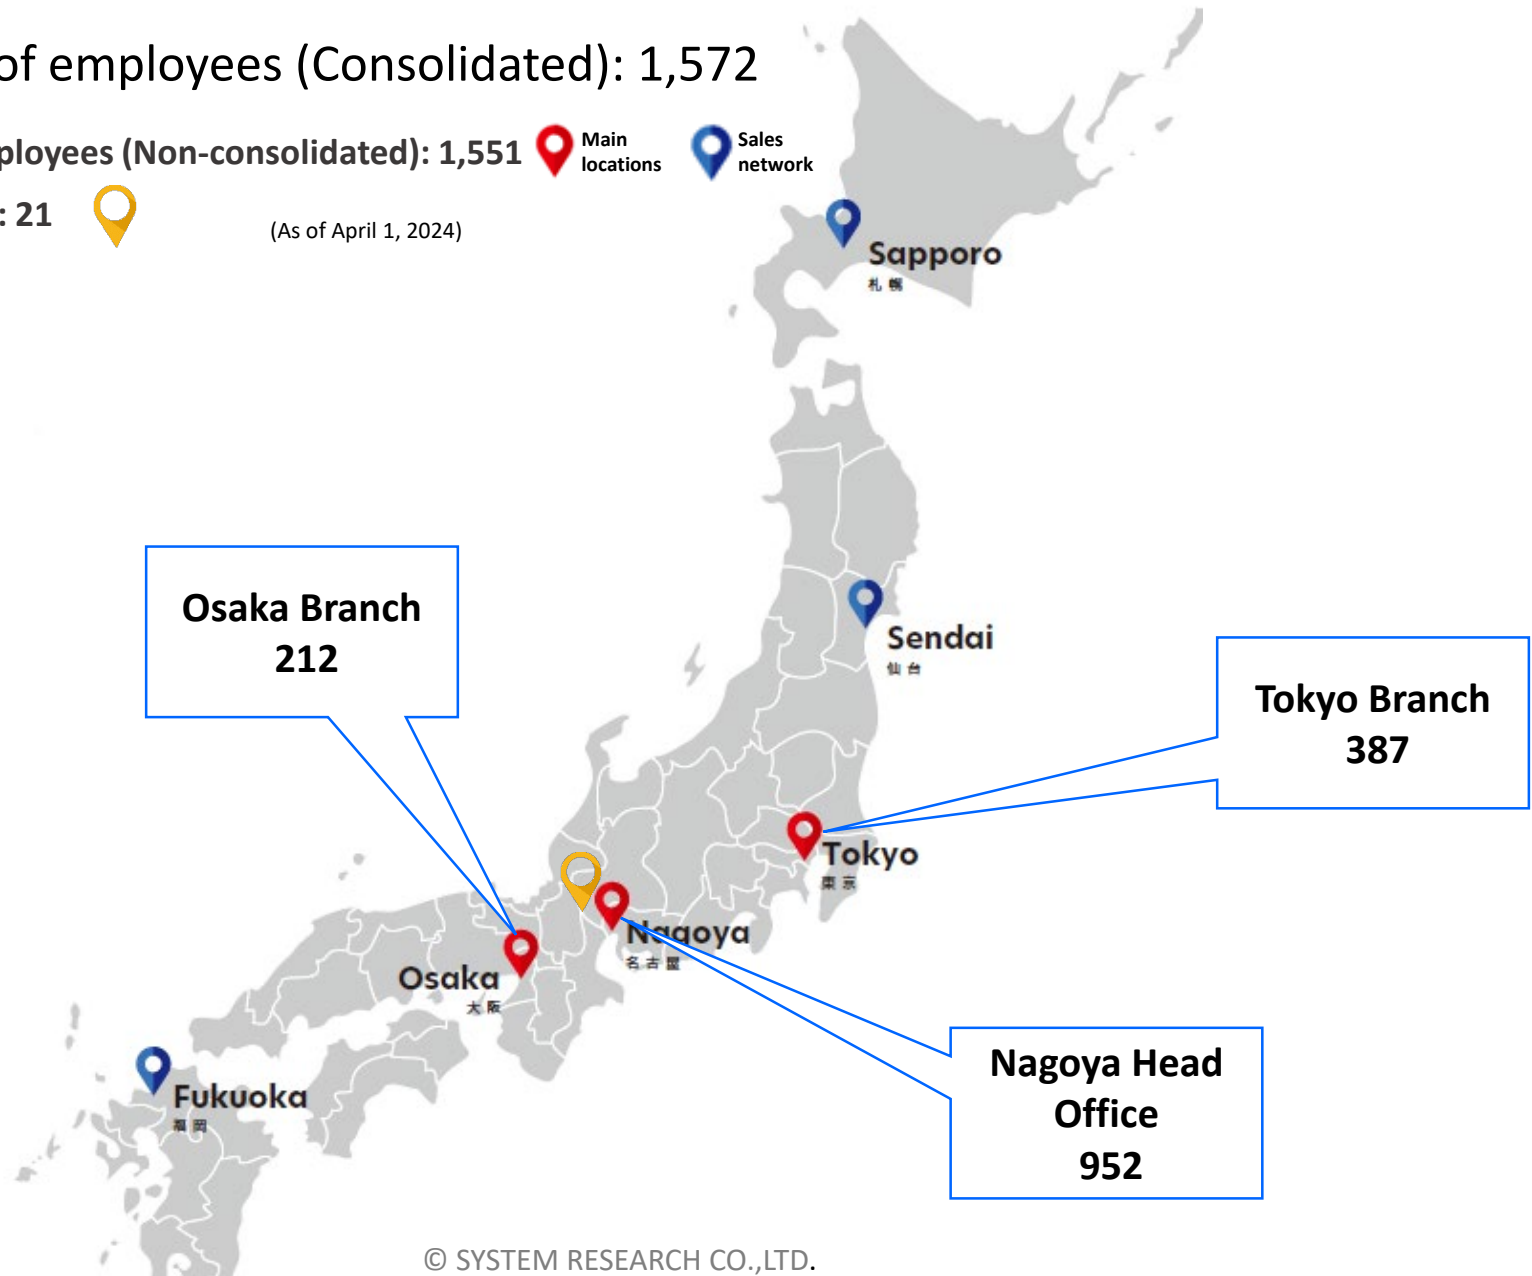 of employees (Consolidated): 1,572
ployees (Non-consolidated): 1,551
Main
locations
Sales
network
: 21
(As of April 1, 2024)
Sapporo
札幌
Osaka Branch
212
Sendai
仙台
Tokyo Branch
387
Tokyo
東京
Nagoya
名古屋
Osaka
大阪
Nagoya Head
Office
952
Fukuoka
福岡
© SYSTEM RESEARCH CO.,LTD.